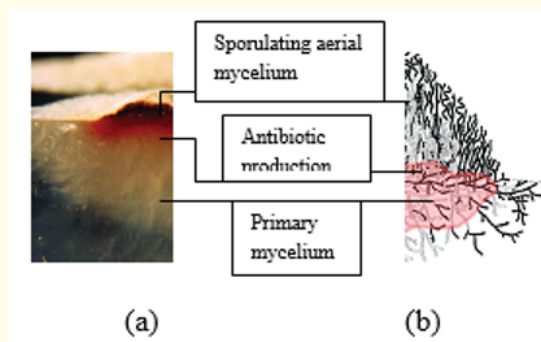 Sporulating aerial
mycelium
Antibiotic
production
Primary
mycelium
(a)
(b)